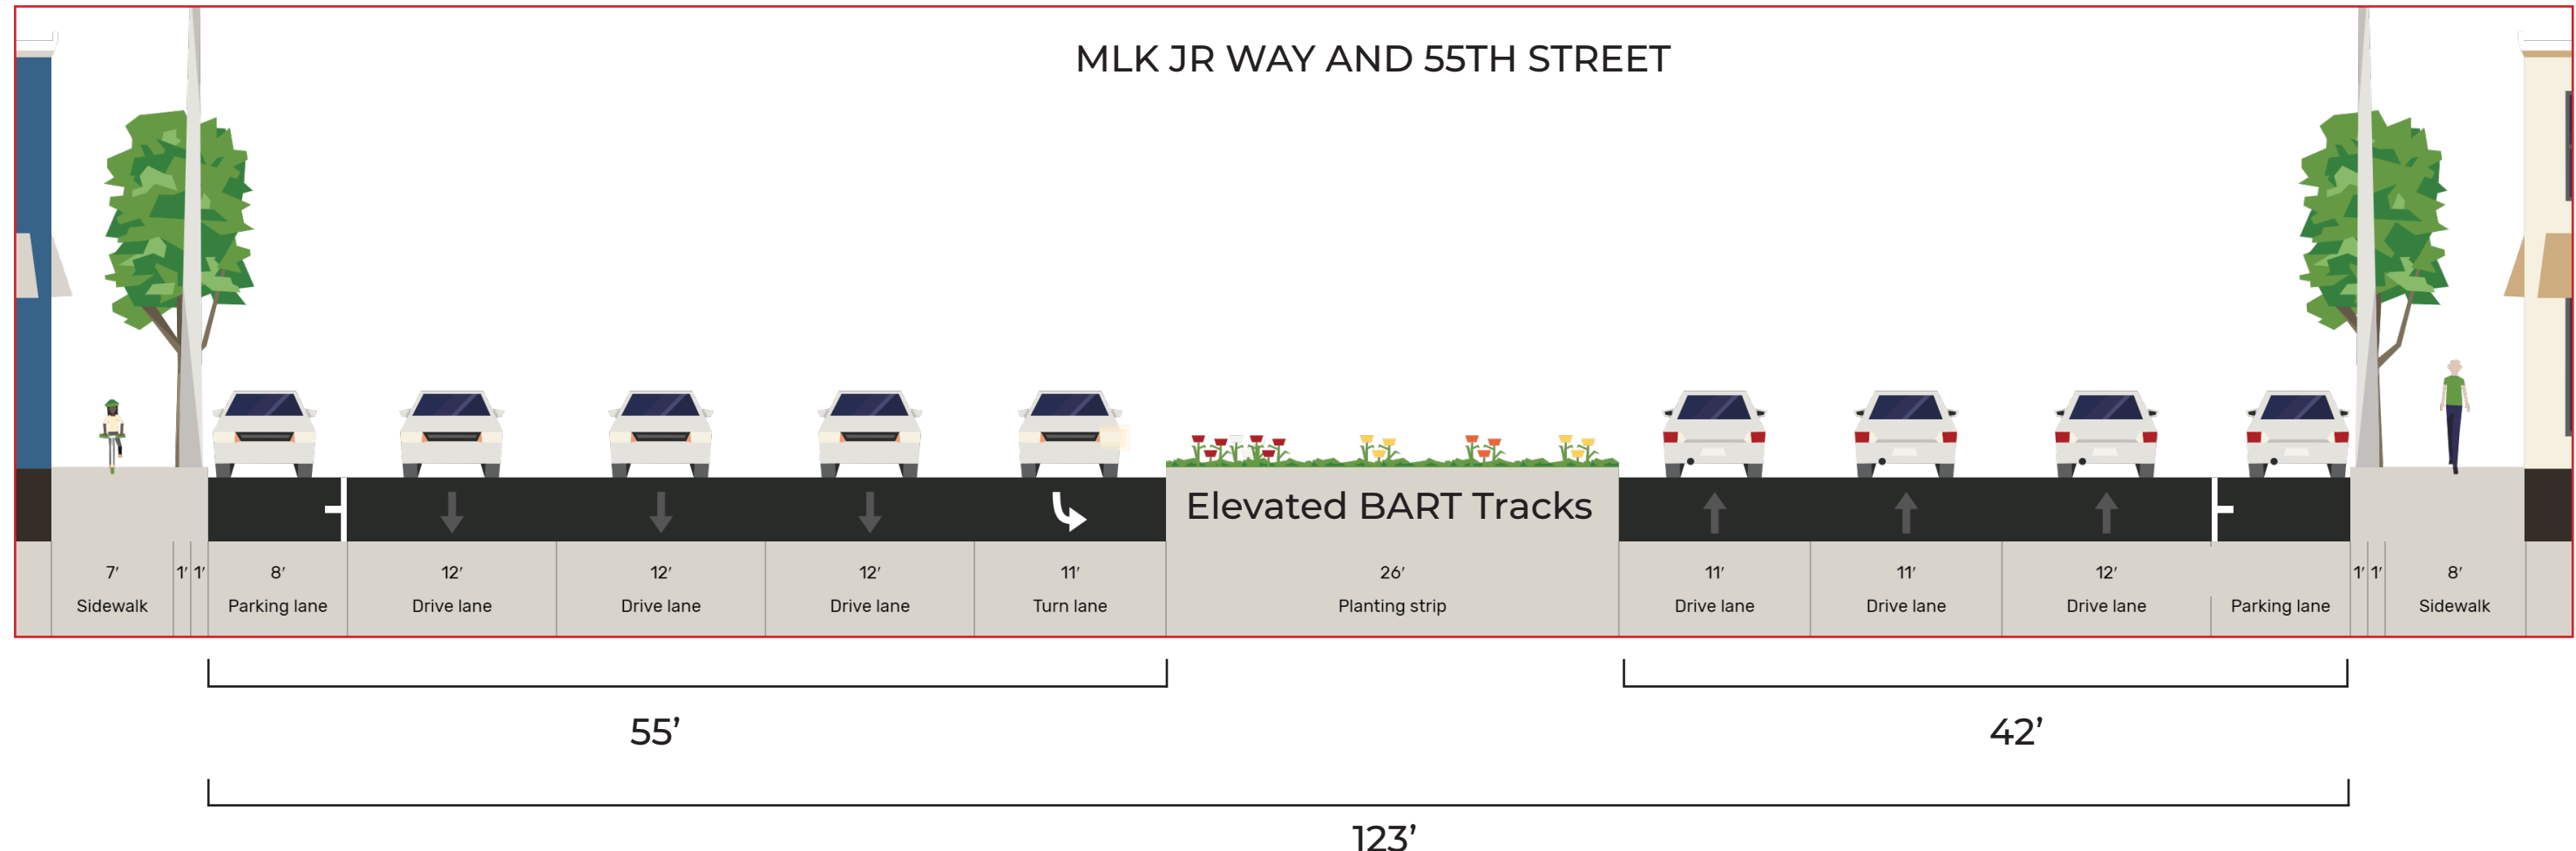 MLK JR WAY AND 55TH STREET
Elevated BART Tracks
7′ 1′ 1′ 8′ 12′ 12′ 12′ 11′ 26′ 11′ 11′ 12′ 1′ 1′ 8′
Sidewalk Parking lane Drive lane Drive lane Drive lane Turn lane Planting strip Drive lane Drive lane Drive lane Parking lane Sidewalk
55’ 42’
123’